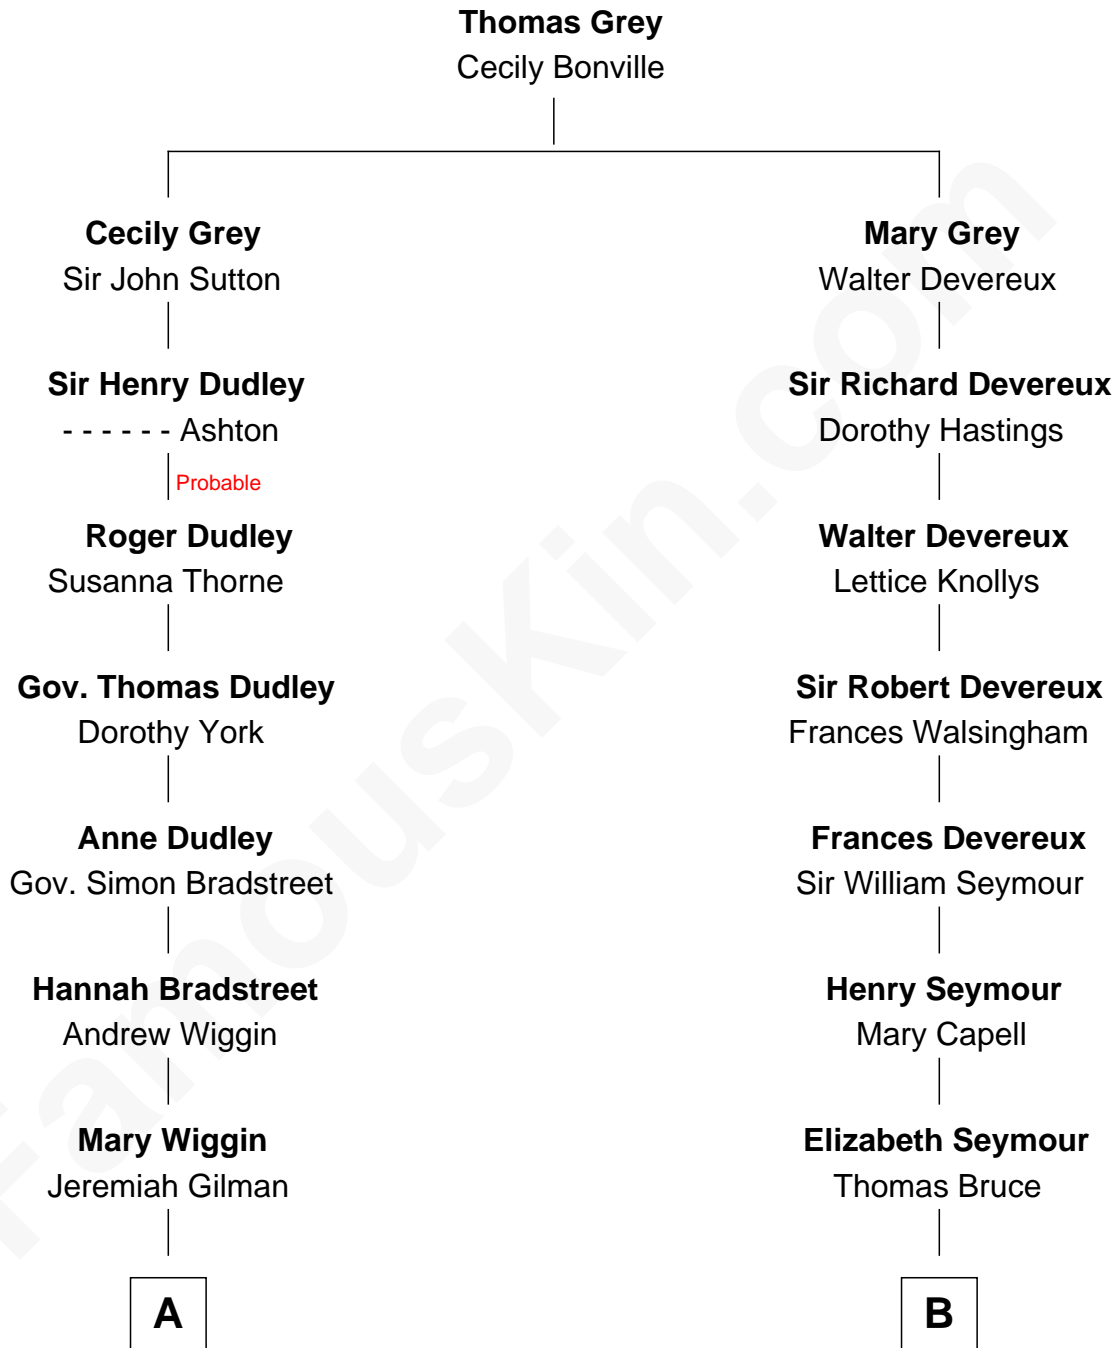 Thomas Grey
Cecily Bonville
Cecily Grey
Sir John Sutton
Mary Grey
Walter Devereux
Sir Henry Dudley
- - - - - - Ashton
Sir Richard Devereux
Dorothy Hastings
Probable
Roger Dudley
Susanna Thorne
Walter Devereux
Lettice Knollys
Gov. Thomas Dudley
Dorothy York
Sir Robert Devereux
Frances Walsingham
Anne Dudley
Gov. Simon Bradstreet
Frances Devereux
Sir William Seymour
Hannah Bradstreet
Andrew Wiggin
Henry Seymour
Mary Capell
Mary Wiggin
Jeremiah Gilman
Elizabeth Seymour
Thomas Bruce
A
B
FamousKin.com